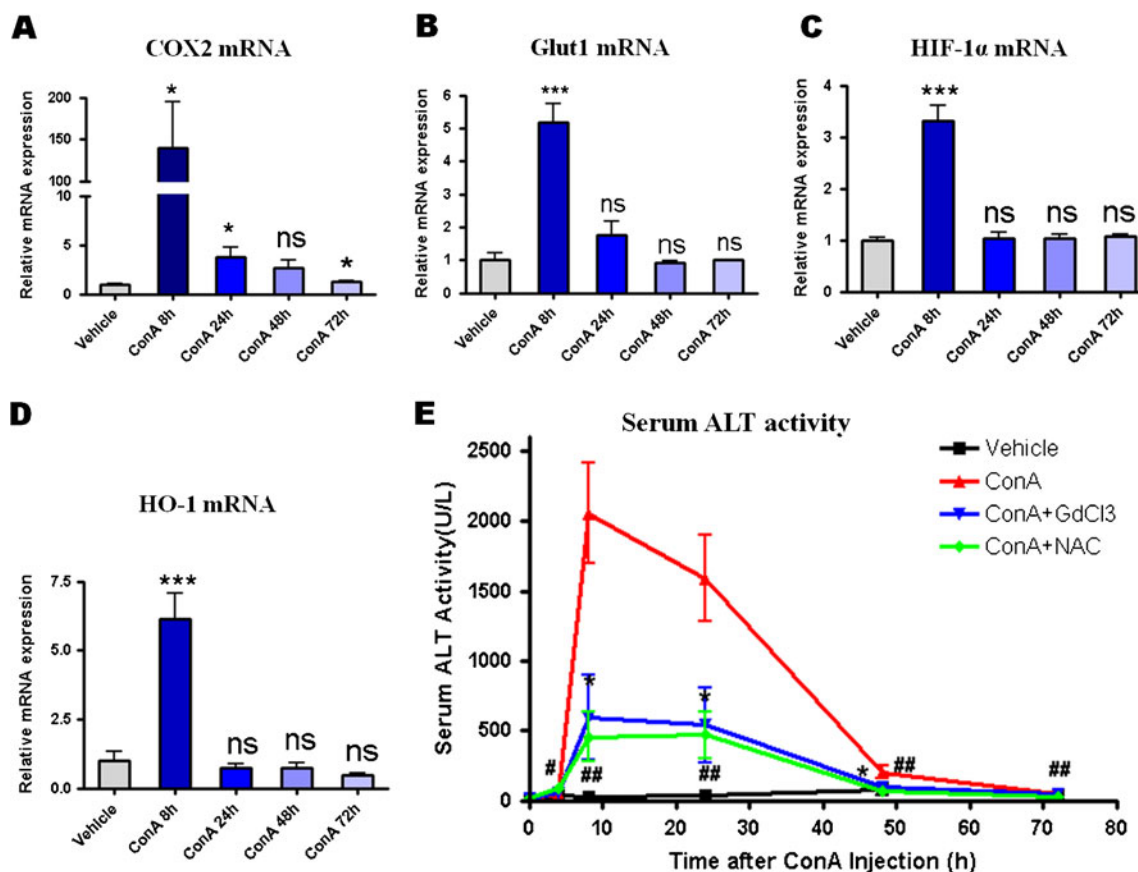 A
COX2 mRNA
Relative mRNA expression
200
150
100
10
5
0
*
*
ns
*
Vehicle
ConA 8h
ConA 24h
ConA 48h
ConA 72h
B
Glut1 mRNA
Relative mRNA expression
6
5
4
3
2
1
0
***
ns
ns
ns
Vehicle
ConA 8h
ConA 24h
ConA 48h
ConA 72h
C
HIF-1α mRNA
Relative mRNA expression
4
3
2
1
0
***
ns
ns
ns
Vehicle
ConA 8h
ConA 24h
ConA 48h
ConA 72h
D
HO-1 mRNA
Relative mRNA expression
7.5
5.0
2.5
0.0
***
ns
ns
ns
Vehicle
ConA 8h
ConA 24h
ConA 48h
ConA 72h
E
Serum ALT activity
Serum ALT Activity(U/L)
2500
2000
1500
1000
500
0
Vehicle
ConA
ConA+GdCl3
ConA+NAC
*
*
*
#
##
##
##
##
0
10
20
30
40
50
60
70
80
Time after ConA Injection (h)